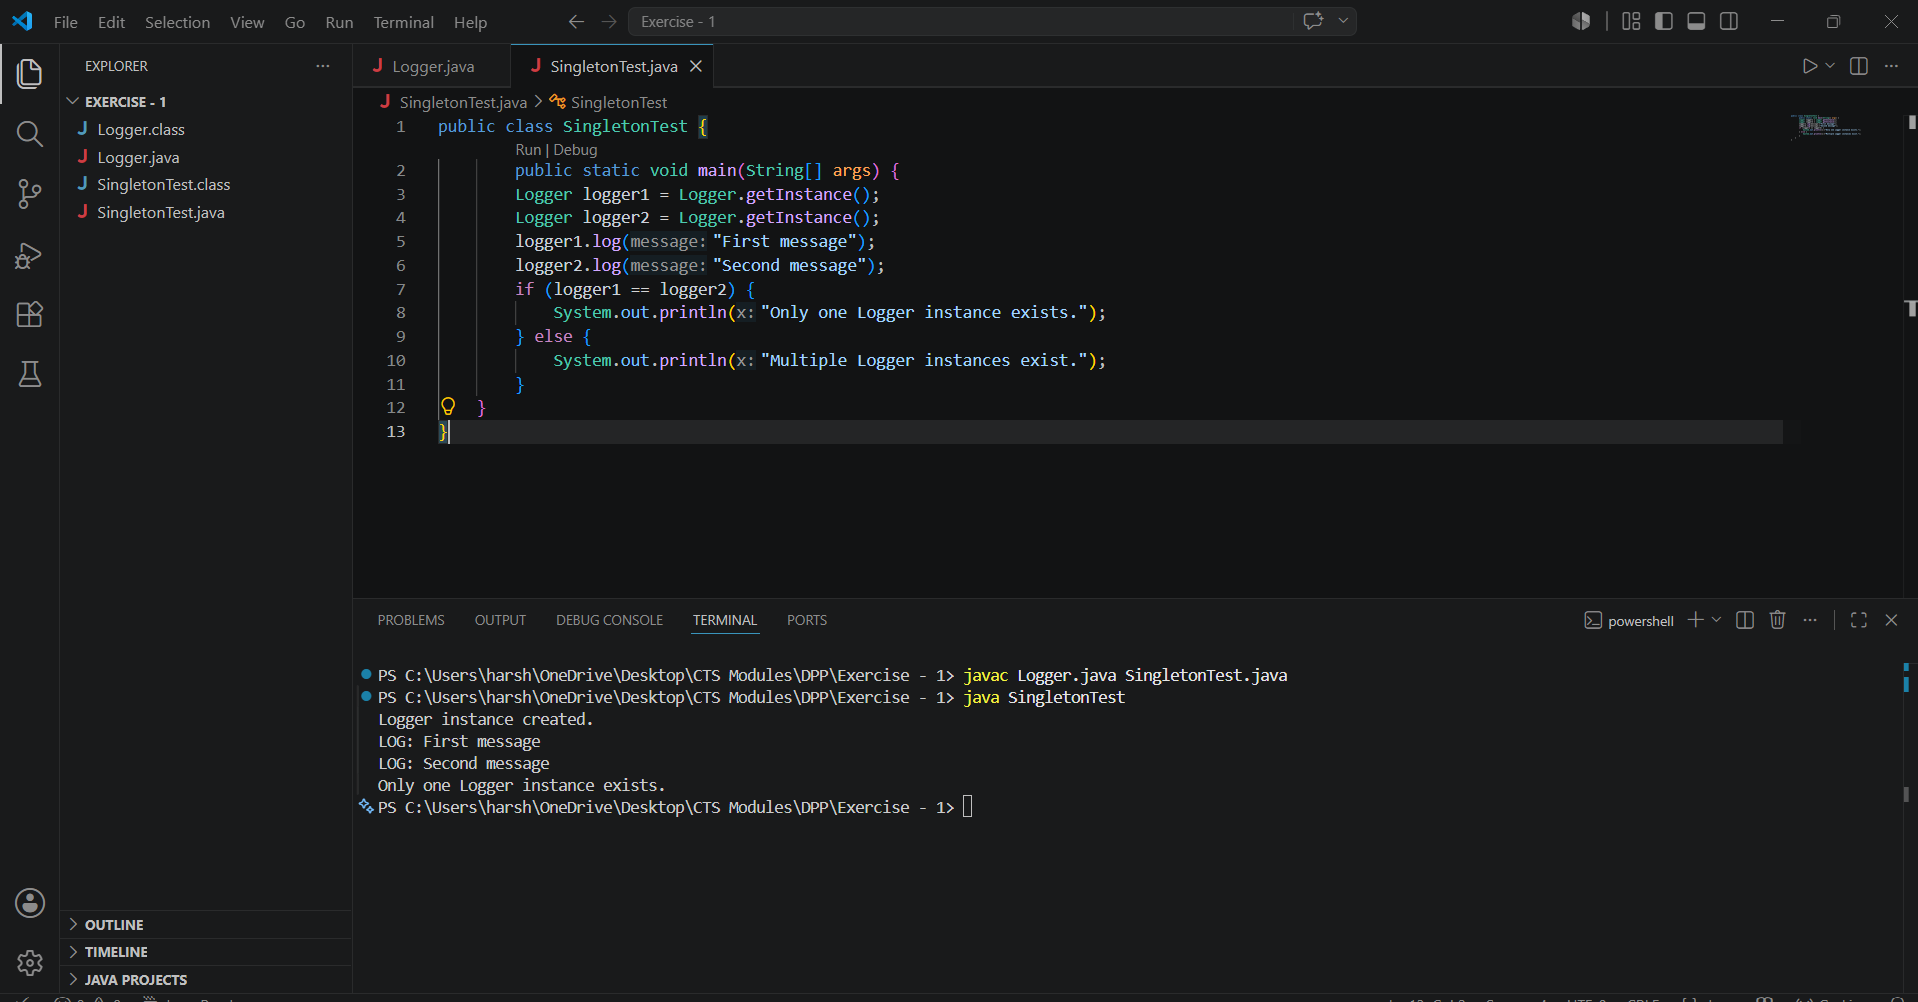 File Edit Selection View Go Run Terminal Help
Exercise - 1
EXPLORER
EXERCISE - 1
Logger.class
Logger.java
SingletonTest.class
SingletonTest.java
OUTLINE
TIMELINE
JAVA PROJECTS
Logger.java SingletonTest.java
SingletonTest.java > SingletonTest
1 public class SingletonTest {
Run | Debug
2 public static void main(String[] args) {
3 Logger logger1 = Logger.getInstance();
4 Logger logger2 = Logger.getInstance();
5 logger1.log(message: "First message");
6 logger2.log(message: "Second message");
7 if (logger1 == logger2) {
8 System.out.println(x: "Only one Logger instance exists.");
9 } else {
10 System.out.println(x: "Multiple Logger instances exist.");
11 }
12 }
13 }
PROBLEMS OUTPUT DEBUG CONSOLE TERMINAL PORTS
powershell
PS C:\Users\harsh\OneDrive\Desktop\CTS Modules\DPP\Exercise - 1> javac Logger.java SingletonTest.java
PS C:\Users\harsh\OneDrive\Desktop\CTS Modules\DPP\Exercise - 1> java SingletonTest
Logger instance created.
LOG: First message
LOG: Second message
Only one Logger instance exists.
PS C:\Users\harsh\OneDrive\Desktop\CTS Modules\DPP\Exercise - 1>